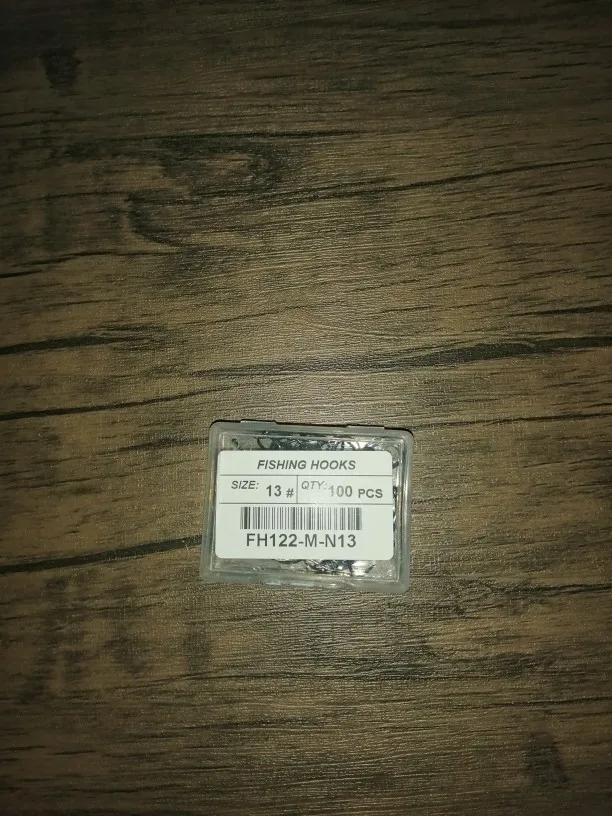 FISHING HOOKS
SIZE: 13 # QTY: 100 PCS
FH122-M-N13